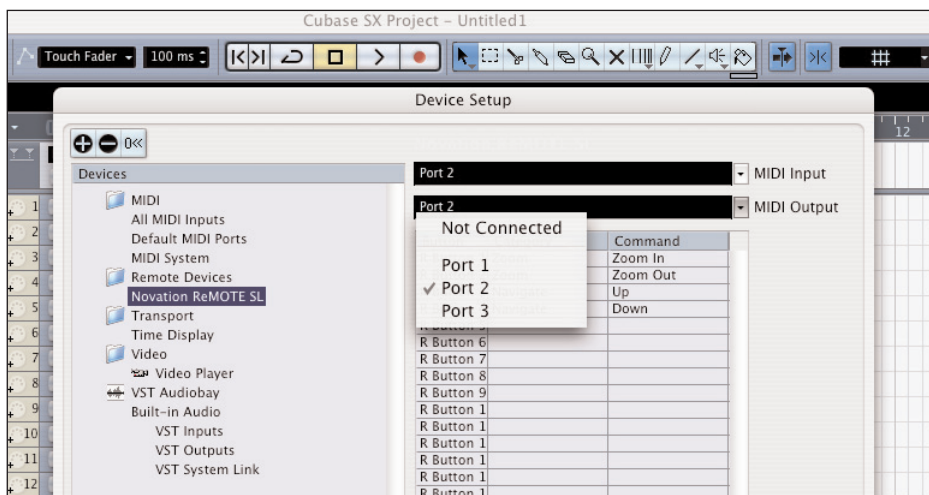 Cubase SX Project – Untitled1
Touch Fader
100 ms
Device Setup
12
0
Devices
MIDI
All MIDI Inputs
Default MIDI Ports
MIDI System
Remote Devices
Novation ReMOTE SL
Transport
Time Display
Video
Video Player
VST Audiobay
Built-in Audio
VST Inputs
VST Outputs
VST System Link
Port 2
MIDI Input
Port 2
MIDI Output
Not Connected
Port 1
✓ Port 2
Port 3
Command
Zoom In
Zoom Out
Up
Down
R Button 6
R Button 7
R Button 8
R Button 9
R Button 1
R Button 1
R Button 1
R Button 1
R Button 1
R Button 1
1
2
3
4
5
6
7
8
9
10
11
12